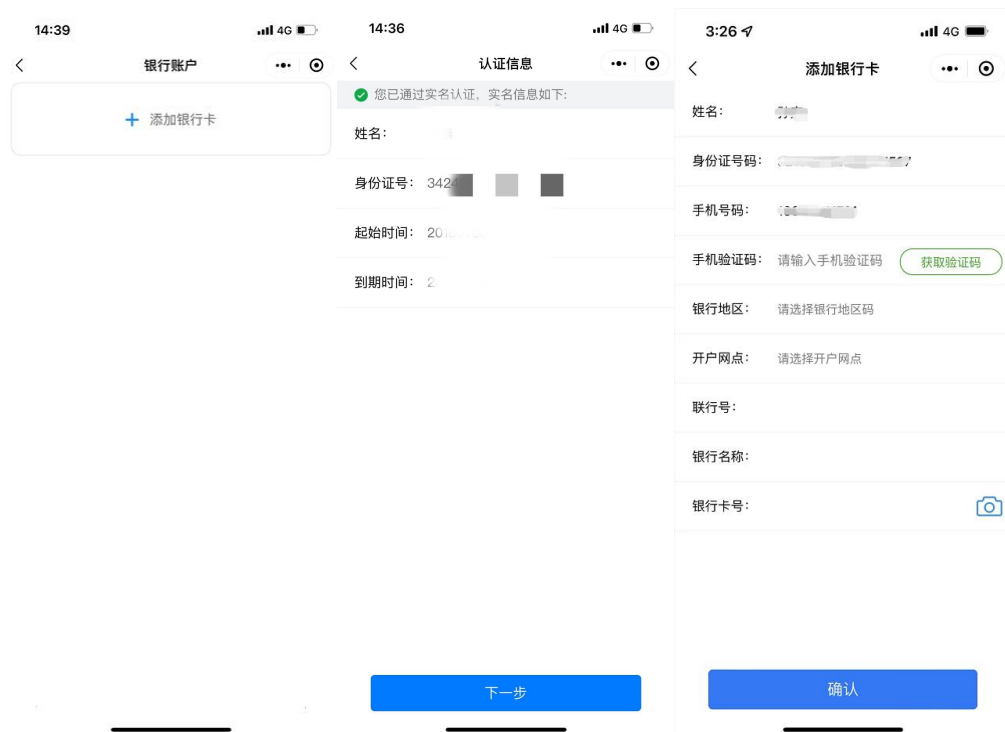 14:39
4G
银行账户
添加银行卡
14:36
4G
认证信息
您已通过实名认证，实名信息如下:
姓名:
身份证号: 342
起始时间: 20
到期时间: 2
下一步
3:26
4G
添加银行卡
姓名:
身份证号码:
手机号码:
手机验证码: 请输入手机验证码 获取验证码
银行地区: 请选择银行地区码
开户网点: 请选择开户网点
联行号:
银行名称:
银行卡号:
确认